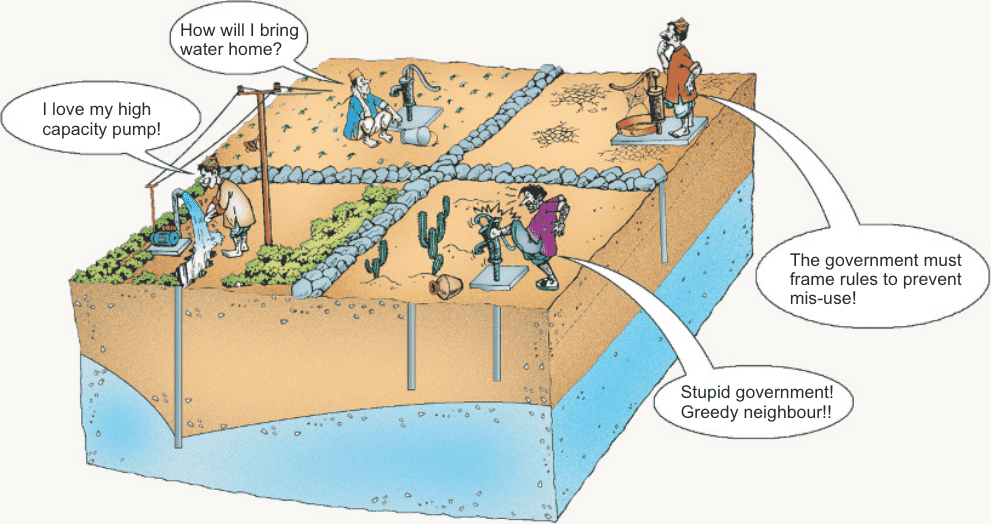 How will I bring
water home?
I love my high
capacity pump!
The government must
frame rules to prevent
mis-use!
Stupid government!
Greedy neighbour!!